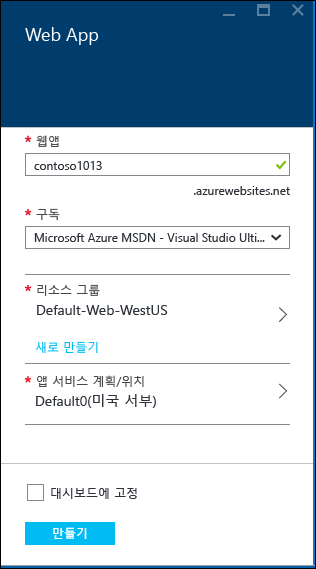 Web App
* 웹앱
contoso1013
.azurewebsites.net
* 구독
Microsoft Azure MSDN - Visual Studio Ulti...
* 리소스 그룹
Default-Web-WestUS
새로 만들기
* 앱 서비스 계획/위치
Default0(미국 서부)
대시보드에 고정
만들기